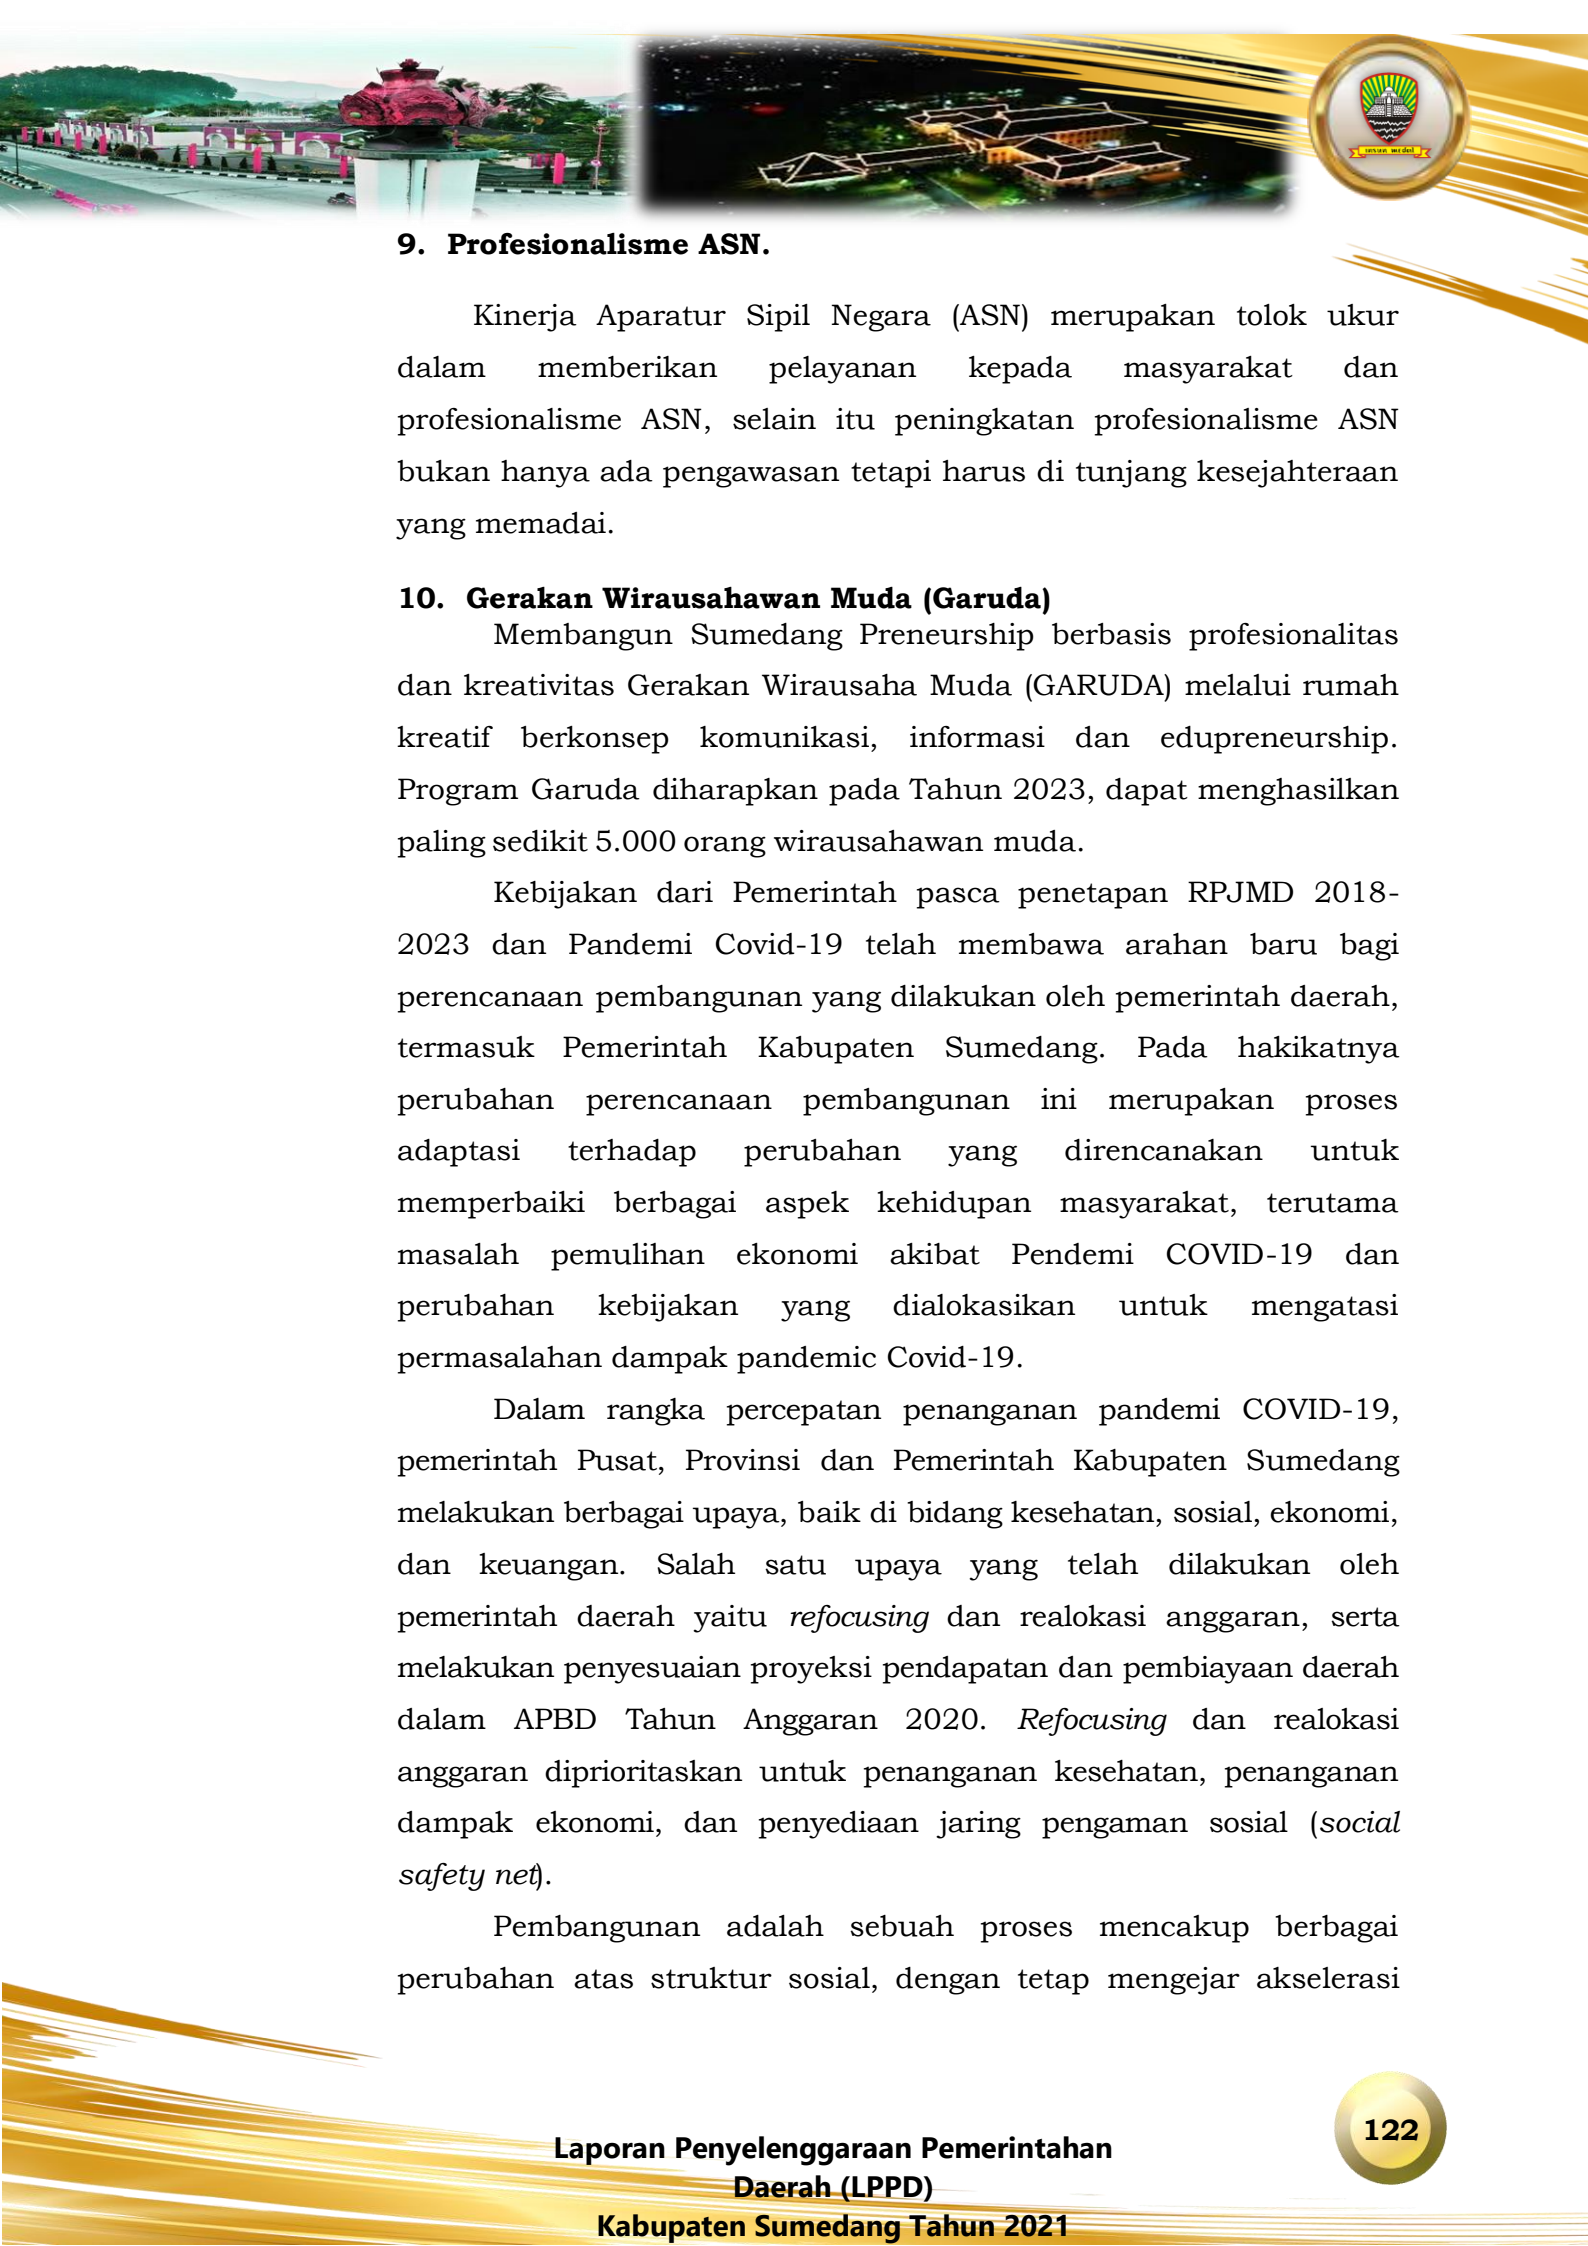 insun medal
9. Profesionalisme ASN.
Kinerja Aparatur Sipil Negara (ASN) merupakan tolok ukur
dalam memberikan pelayanan kepada masyarakat dan
profesionalisme ASN, selain itu peningkatan profesionalisme ASN
bukan hanya ada pengawasan tetapi harus di tunjang kesejahteraan
yang memadai.
10. Gerakan Wirausahawan Muda (Garuda)
Membangun Sumedang Preneurship berbasis profesionalitas
dan kreativitas Gerakan Wirausaha Muda (GARUDA) melalui rumah
kreatif berkonsep komunikasi, informasi dan edupreneurship.
Program Garuda diharapkan pada Tahun 2023, dapat menghasilkan
paling sedikit 5.000 orang wirausahawan muda.
Kebijakan dari Pemerintah pasca penetapan RPJMD 2018-
2023 dan Pandemi Covid-19 telah membawa arahan baru bagi
perencanaan pembangunan yang dilakukan oleh pemerintah daerah,
termasuk Pemerintah Kabupaten Sumedang. Pada hakikatnya
perubahan perencanaan pembangunan ini merupakan proses
adaptasi terhadap perubahan yang direncanakan untuk
memperbaiki berbagai aspek kehidupan masyarakat, terutama
masalah pemulihan ekonomi akibat Pendemi COVID-19 dan
perubahan kebijakan yang dialokasikan untuk mengatasi
permasalahan dampak pandemic Covid-19.
Dalam rangka percepatan penanganan pandemi COVID-19,
pemerintah Pusat, Provinsi dan Pemerintah Kabupaten Sumedang
melakukan berbagai upaya, baik di bidang kesehatan, sosial, ekonomi,
dan keuangan. Salah satu upaya yang telah dilakukan oleh
pemerintah daerah yaitu refocusing dan realokasi anggaran, serta
melakukan penyesuaian proyeksi pendapatan dan pembiayaan daerah
dalam APBD Tahun Anggaran 2020. Refocusing dan realokasi
anggaran diprioritaskan untuk penanganan kesehatan, penanganan
dampak ekonomi, dan penyediaan jaring pengaman sosial (social
safety net).
Pembangunan adalah sebuah proses mencakup berbagai
perubahan atas struktur sosial, dengan tetap mengejar akselerasi
122
Laporan Penyelenggaraan Pemerintahan
Daerah (LPPD)
Kabupaten Sumedang Tahun 2021